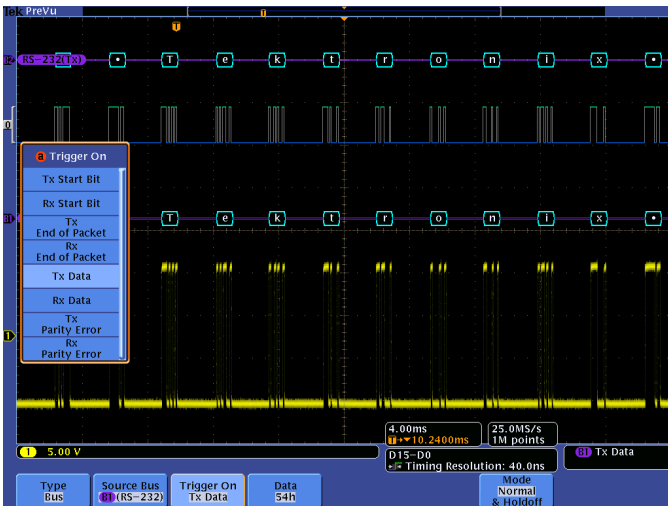 Tek PreVu
T
T
B2 RS-232(Tx) • T e k t r o n i x •
0
a Trigger On
Tx Start Bit
Rx Start Bit
Tx
End of Packet
Rx
End of Packet
Tx Data
Rx Data
Tx
Parity Error
Rx
Parity Error
B1 T e k t r o n i x •
1
4.00ms
T→▾10.2400ms
25.0MS/s
1M points
1 5.00 V
D15-D0
Timing Resolution: 40.0ns
B1 Tx Data
Type
Bus
Source Bus
B1 (RS-232)
Trigger On
Tx Data
Data
54h
Mode
Normal
& Holdoff